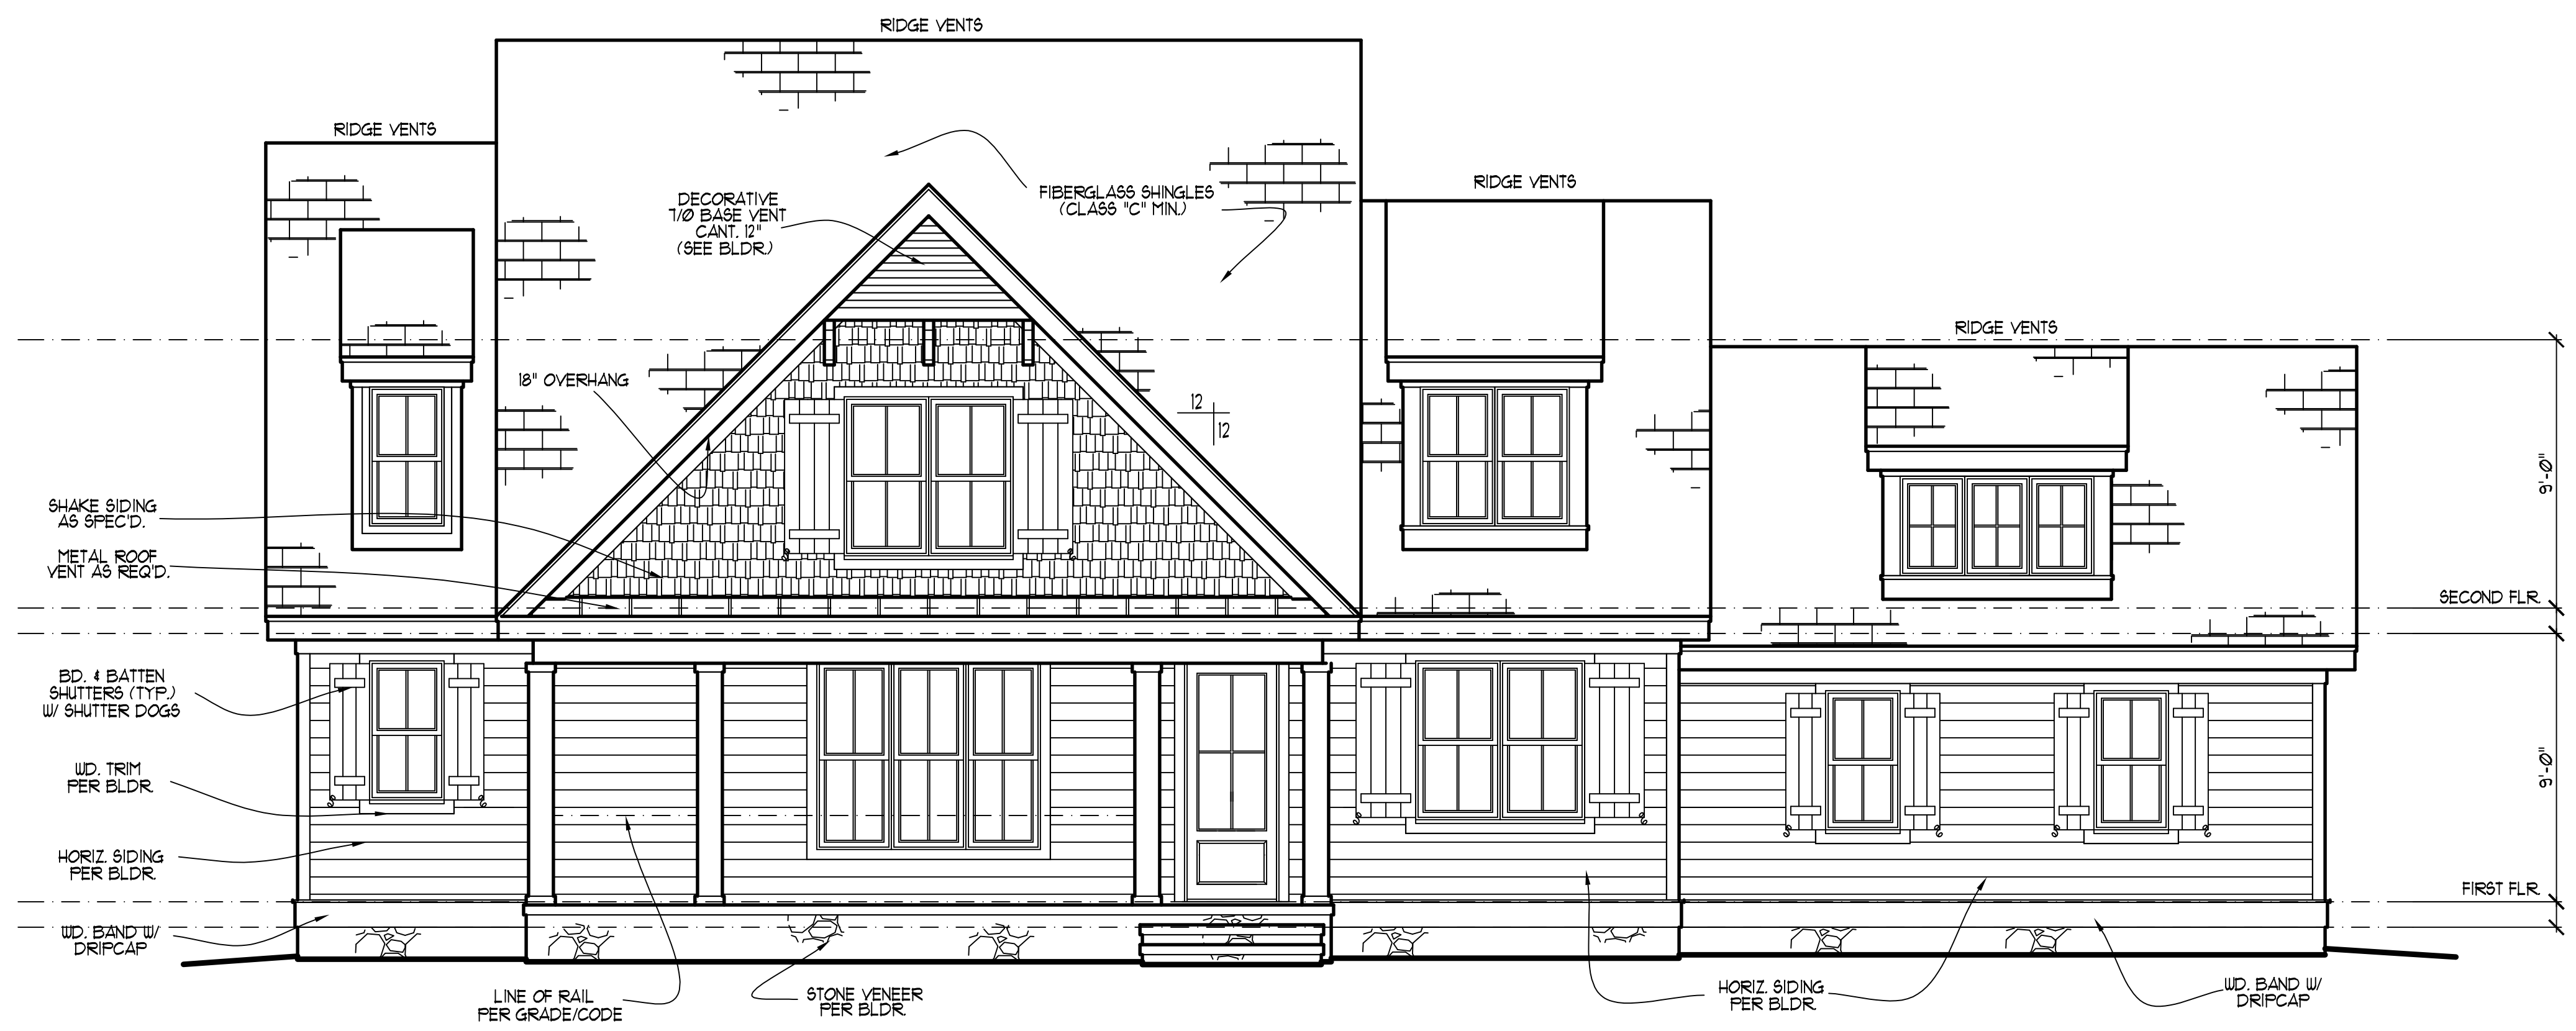 RIDGE VENTS
RIDGE VENTS
RIDGE VENTS
RIDGE VENTS
DECORATIVE
7/0 BASE VENT
CANT. 12"
(SEE BLDR.)
FIBERGLASS SHINGLES
(CLASS "C" MIN.)
18" OVERHANG
12
12
SHAKE SIDING
AS SPEC'D.
METAL ROOF
VENT AS REQ'D.
9'-0"
SECOND FLR.
BD. & BATTEN
SHUTTERS (TYP.)
W/ SHUTTER DOGS
WD. TRIM
PER BLDR.
9'-0"
HORIZ. SIDING
PER BLDR.
FIRST FLR.
WD. BAND W/
DRIPCAP
LINE OF RAIL
PER GRADE/CODE
STONE VENEER
PER BLDR.
HORIZ. SIDING
PER BLDR.
WD. BAND W/
DRIPCAP